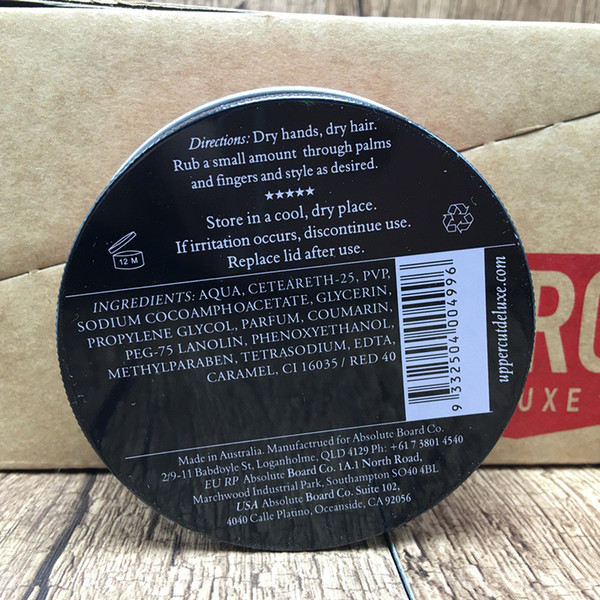 Directions: Dry hands, dry hair.
Rub a small amount through palms
and fingers and style as desired.
★★★★★
Store in a cool, dry place.
If irritation occurs, discontinue use.
Replace lid after use.
12 M
INGREDIENTS: AQUA, CETEARETH-25, PVP,
SODIUM COCOAMPHOACETATE, GLYCERIN,
PROPYLENE GLYCOL, PARFUM, COUMARIN,
PEG-75 LANOLIN, PHENOXYETHANOL,
METHYLPARABEN, TETRASODIUM, EDTA,
CARAMEL, CI 16035 / RED 40
9 332504 004996
uppercutdeluxe.com
Made in Australia. Manufactrued for Absolute Board Co.
2/9-11 Babdoyle St, Loganholme, QLD 4129 Ph: +61 7 3801 4540
EU RP Absolute Board Co. 1A.1 North Road,
Marchwood Industrial Park, Southampton SO40 4BL
USA Absolute Board Co. Suite 102,
4040 Calle Platino, Oceanside, CA 92056
RO
UXE